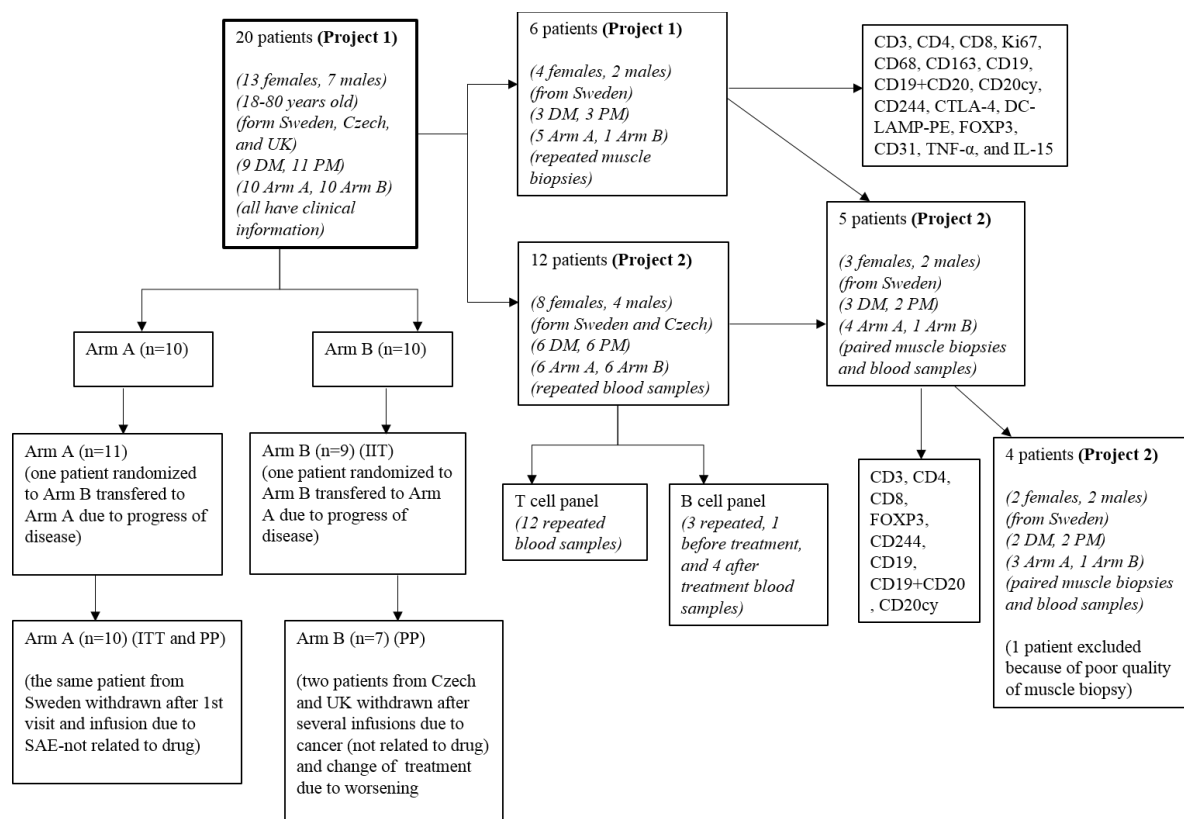 20 patients (Project 1)
(13 females, 7 males)
(18-80 years old)
(form Sweden, Czech,
and UK)
(9 DM, 11 PM)
(10 Arm A, 10 Arm B)
(all have clinical
information)
6 patients (Project 1)
(4 females, 2 males)
(from Sweden)
(3 DM, 3 PM)
(5 Arm A, 1 Arm B)
(repeated muscle
biopsies)
CD3, CD4, CD8, Ki67,
CD68, CD163, CD19,
CD19+CD20, CD20cy,
CD244, CTLA-4, DC-
LAMP-PE, FOXP3,
CD31, TNF-α, and IL-15
12 patients (Project 2)
(8 females, 4 males)
(form Sweden and Czech)
(6 DM, 6 PM)
(6 Arm A, 6 Arm B)
(repeated blood samples)
5 patients (Project 2)
(3 females, 2 males)
(from Sweden)
(3 DM, 2 PM)
(4 Arm A, 1 Arm B)
(paired muscle biopsies
and blood samples)
Arm A (n=10)
Arm B (n=10)
Arm A (n=11)
(one patient randomized
to Arm B transfered to
Arm A due to progress of
disease)
Arm B (n=9) (IIT)
(one patient randomized to
Arm B transfered to Arm
A due to progress of
disease)
T cell panel
(12 repeated
blood samples)
B cell panel
(3 repeated, 1
before treatment,
and 4 after
treatment blood
samples)
CD3, CD4,
CD8,
FOXP3,
CD244,
CD19,
CD19+CD20
, CD20cy
4 patients (Project 2)
(2 females, 2 males)
(from Sweden)
(2 DM, 2 PM)
(3 Arm A, 1 Arm B)
(paired muscle biopsies
and blood samples)
(1 patient excluded
because of poor quality
of muscle biopsy)
Arm A (n=10) (ITT and PP)
(the same patient from
Sweden withdrawn after 1st
visit and infusion due to
SAE-not related to drug)
Arm B (n=7) (PP)
(two patients from Czech
and UK withdrawn after
several infusions due to
cancer (not related to drug)
and change of treatment
due to worsening